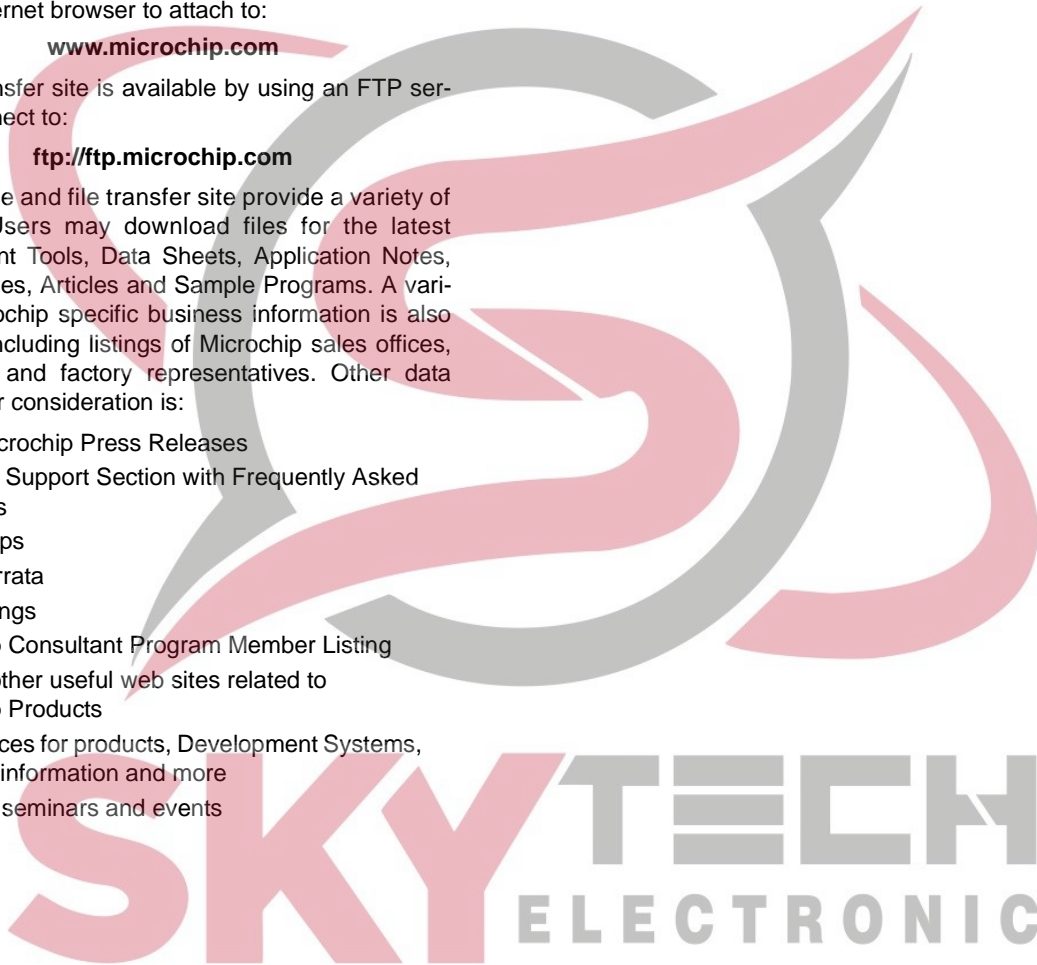 ernet browser to attach to:
www.microchip.com
nsfer site is available by using an FTP ser-
nect to:
ftp://ftp.microchip.com
e and file transfer site provide a variety of
Users may download files for the latest
nt Tools, Data Sheets, Application Notes,
es, Articles and Sample Programs. A vari-
ochip specific business information is also
ncluding listings of Microchip sales offices,
and factory representatives. Other data
r consideration is:
crochip Press Releases
Support Section with Frequently Asked
s
ps
rrata
ngs
o Consultant Program Member Listing
other useful web sites related to
o Products
ces for products, Development Systems,
information and more
seminars and events
SKYTECH
ELECTRONIC